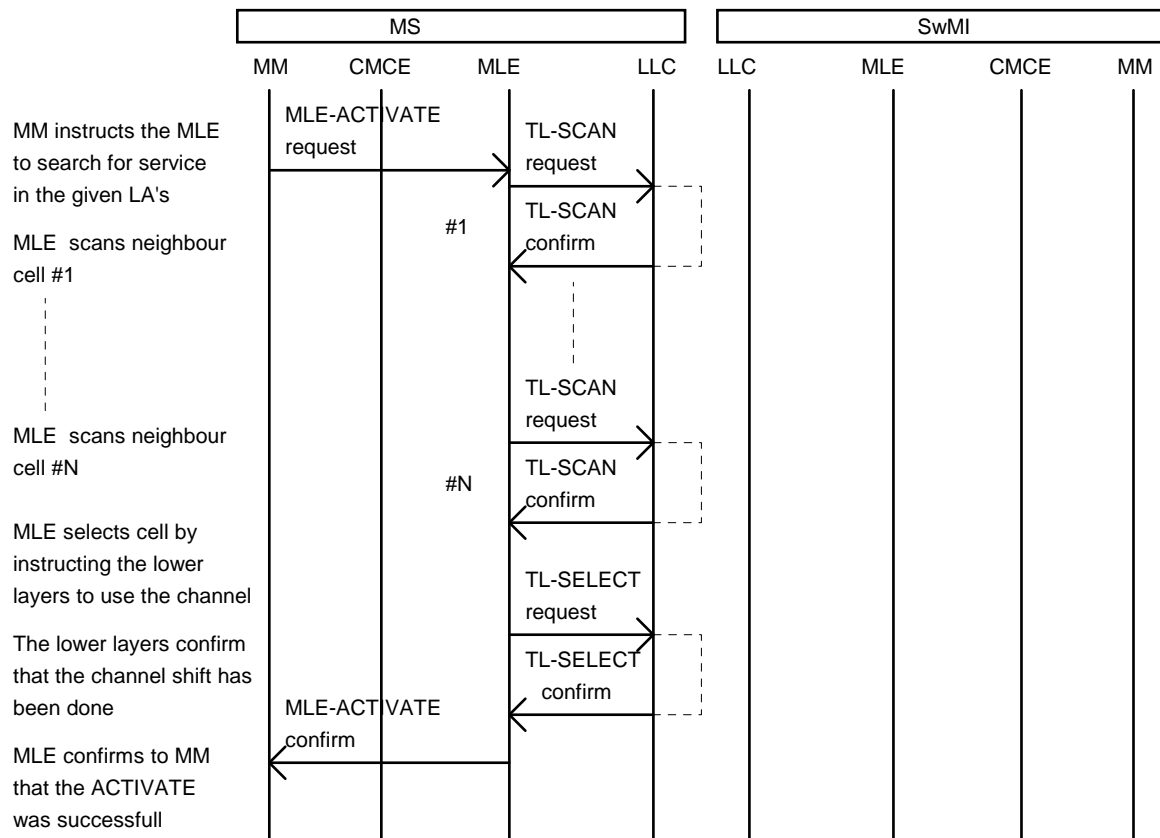 MS
SwMI
MM
CMCE
MLE
LLC
LLC
MLE
CMCE
MM
MLE-ACTIVATE
request
MM instructs the MLE
to search for service
in the given LA's
TL-SCAN
request
TL-SCAN
confirm
#1
MLE  scans neighbour
cell #1
TL-SCAN
request
MLE  scans neighbour
cell #N
TL-SCAN
confirm
#N
MLE selects cell by
instructing the lower
layers to use the channel
TL-SELECT
request
The lower layers confirm
that the channel shift has
been done
TL-SELECT
confirm
MLE-ACTIVATE
confirm
MLE confirms to MM
that the ACTIVATE
was successfull